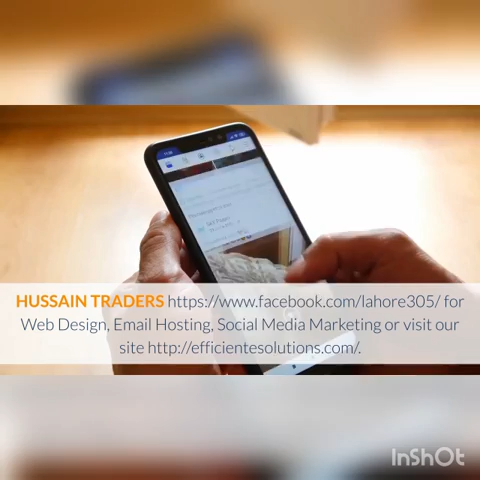 HUSSAIN TRADERS https://www.facebook.com/lahore305/ for
Web Design, Email Hosting, Social Media Marketing or visit our
site http://efficientesolutions.com/.
InShOt